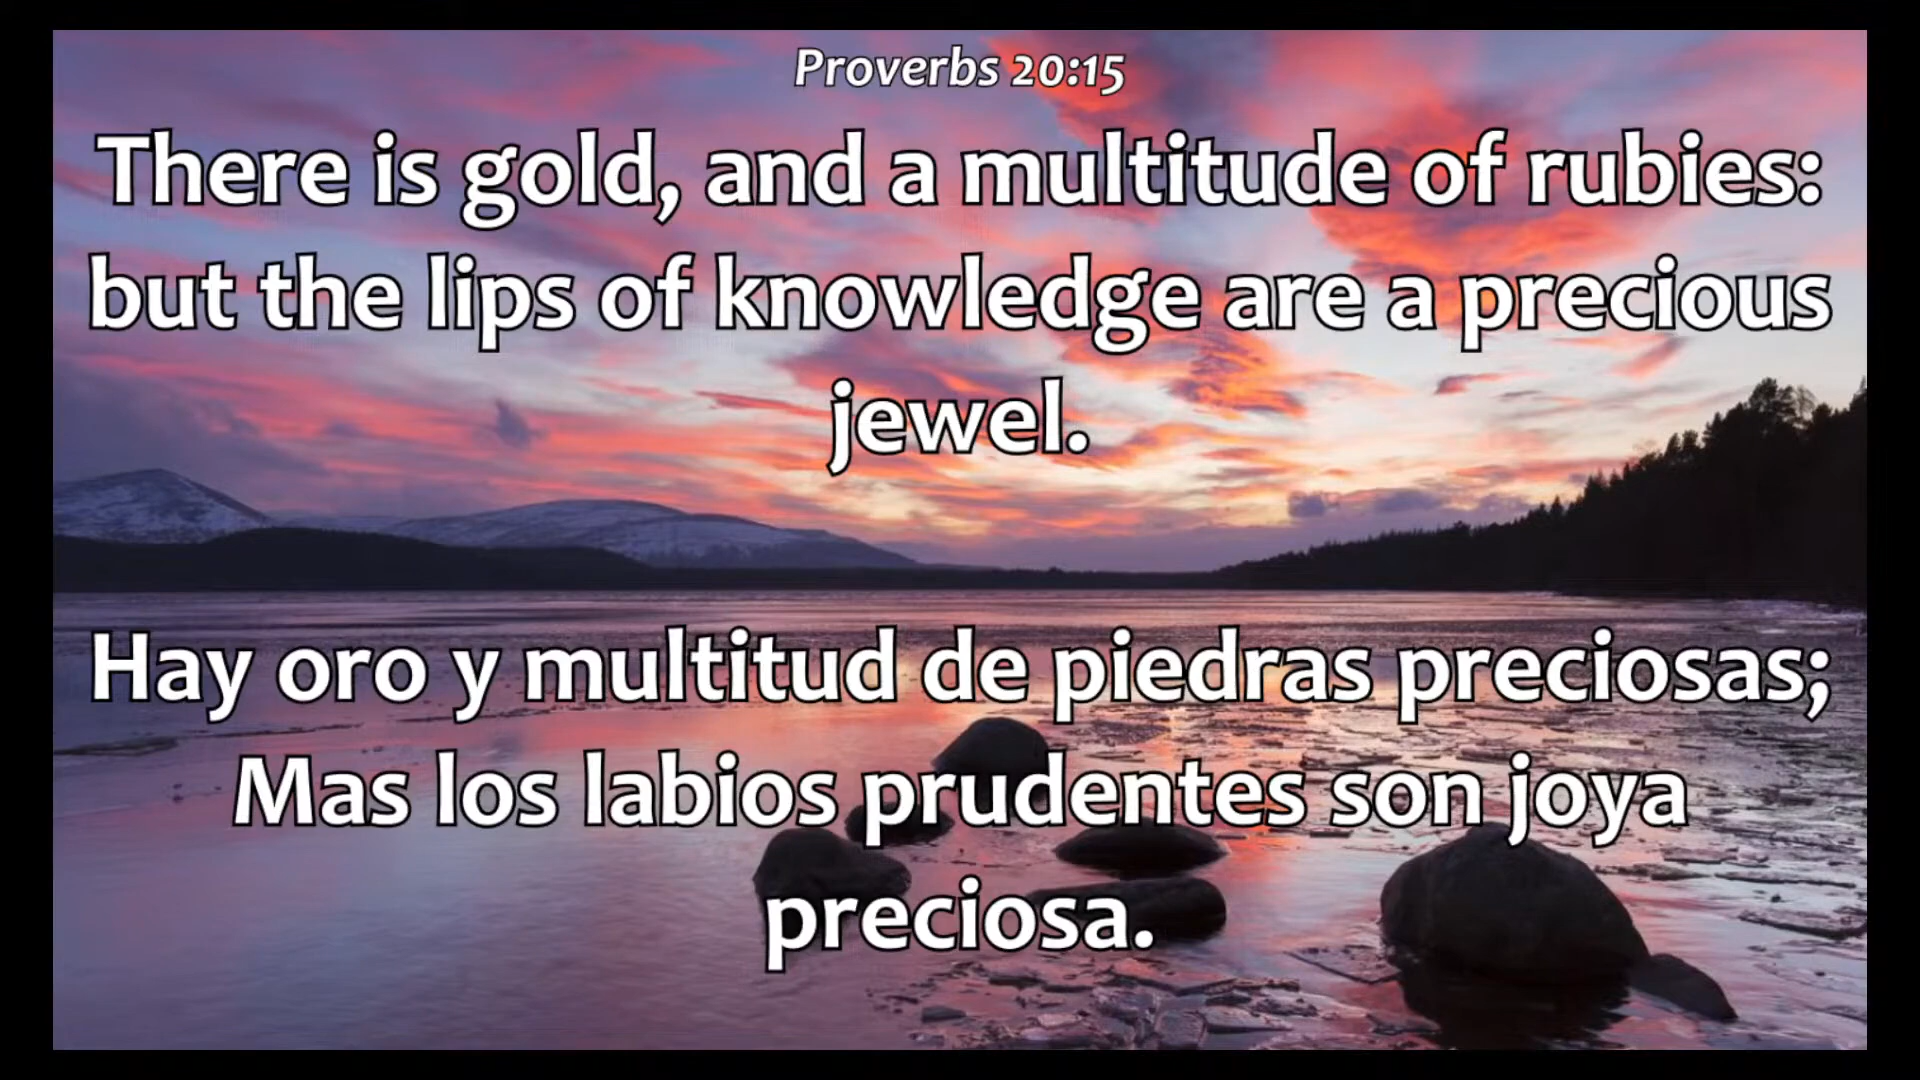 Proverbs 20:15
There is gold, and a multitude of rubies:
but the lips of knowledge are a precious
jewel.
Hay oro y multitud de piedras preciosas;
Mas los labios prudentes son joya
preciosa.